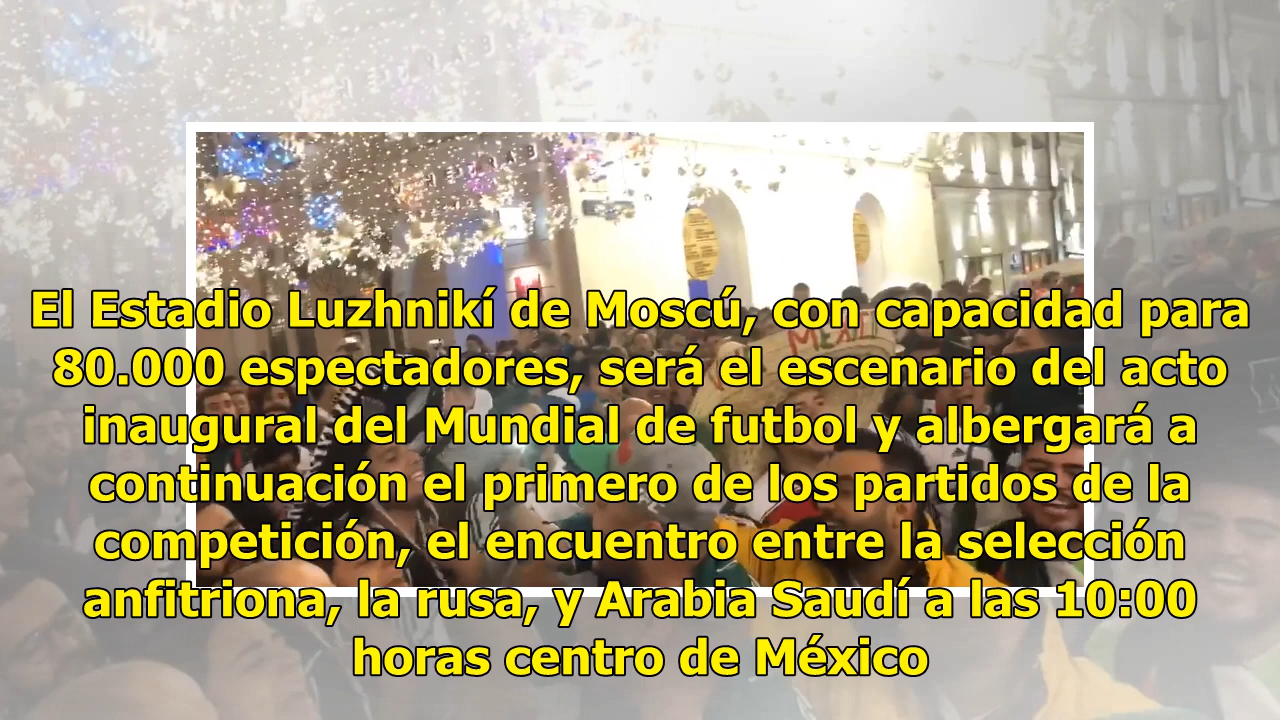 El Estadio Luzhnikí de Moscú, con capacidad para
80.000 espectadores, será el escenario del acto
inaugural del Mundial de futbol y albergará a
continuación el primero de los partidos de la
competición, el encuentro entre la selección
anfitriona, la rusa, y Arabia Saudí a las 10:00
horas centro de México